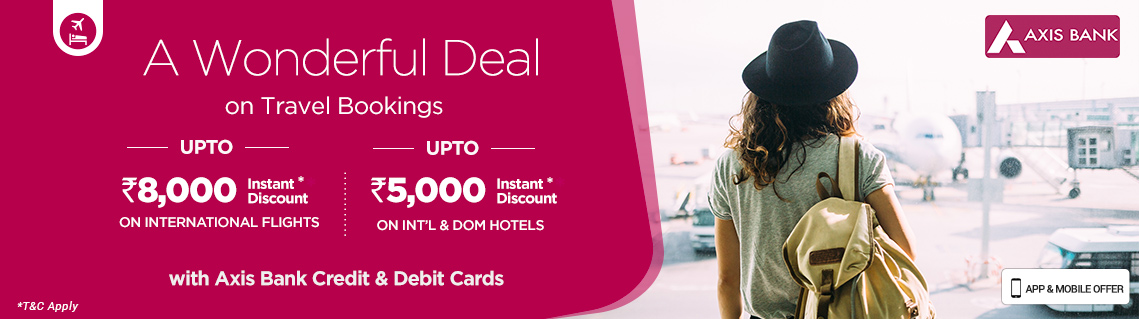 A Wonderful Deal
on Travel Bookings
UPTO
₹8,000 Instant *
Discount
ON INTERNATIONAL FLIGHTS
UPTO
₹5,000 Instant *
Discount
ON INT'L & DOM HOTELS
with Axis Bank Credit & Debit Cards
*T&C Apply
AXIS BANK
APP & MOBILE OFFER